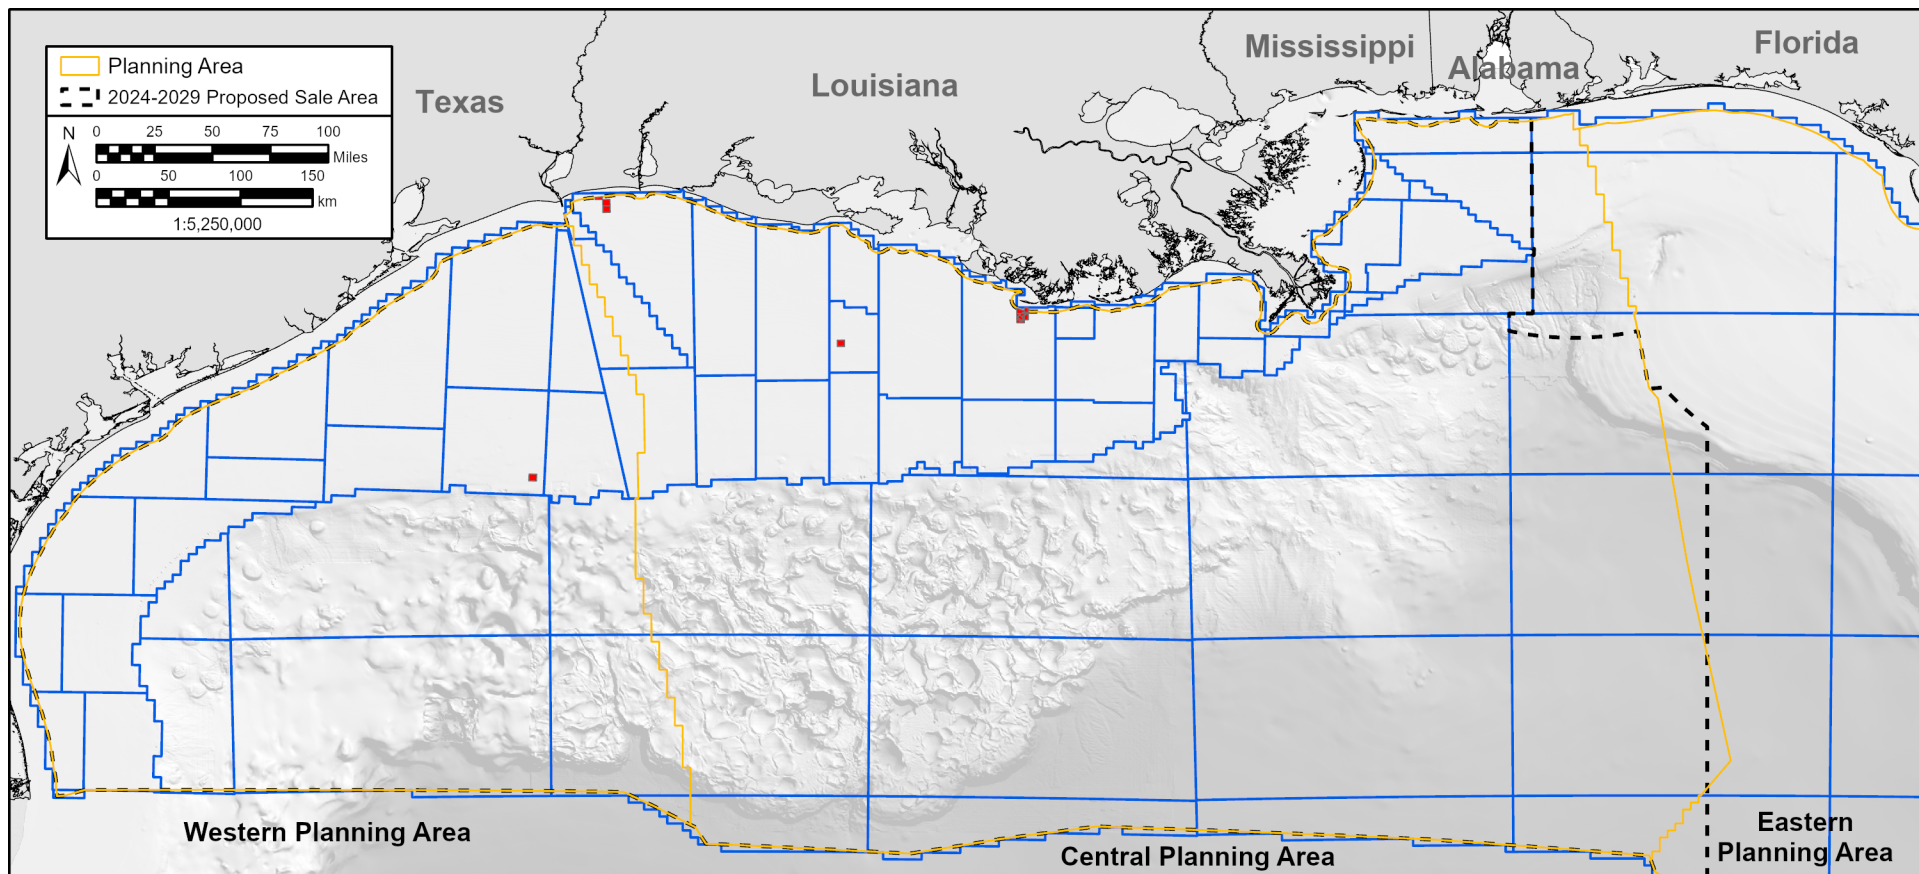 Planning Area
2024-2029 Proposed Sale Area
N
0 25 50 75 100
Miles
0 50 100 150
km
1:5,250,000
Texas
Louisiana
Mississippi
Alabama
Florida
Western Planning Area
Central Planning Area
Eastern
Planning Area